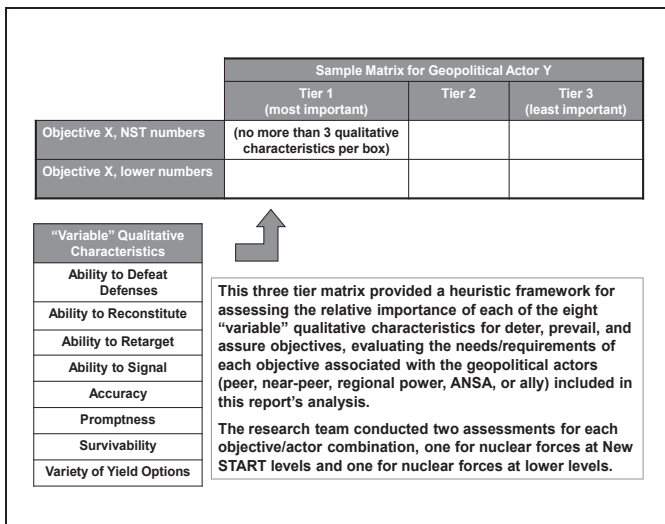 Sample Matrix for Geopolitical Actor Y
Tier 1
(most important)
Tier 2
Tier 3
(least important)
Objective X, NST numbers
(no more than 3 qualitative
characteristics per box)
Objective X, lower numbers
“Variable” Qualitative
Characteristics
Ability to Defeat
Defenses
Ability to Reconstitute
Ability to Retarget
Ability to Signal
Accuracy
Promptness
Survivability
Variety of Yield Options
This three tier matrix provided a heuristic framework for
assessing the relative importance of each of the eight
“variable” qualitative characteristics for deter, prevail, and
assure objectives, evaluating the needs/requirements of
each objective associated with the geopolitical actors
(peer, near-peer, regional power, ANSA, or ally) included in
this report’s analysis.
The research team conducted two assessments for each
objective/actor combination, one for nuclear forces at New
START levels and one for nuclear forces at lower levels.